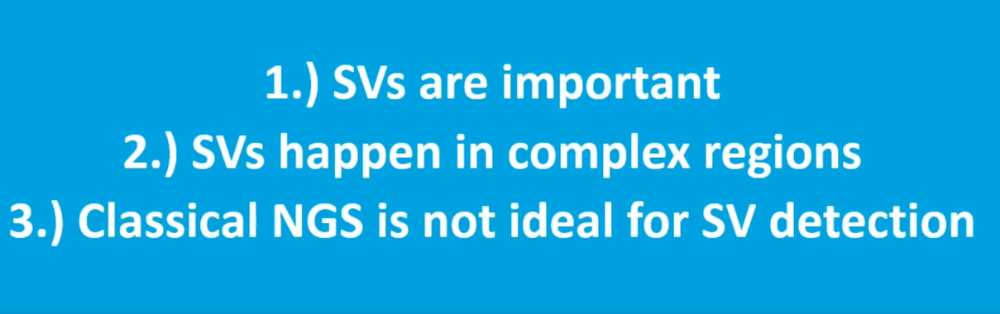 1.) SVs are important
2.) SVs happen in complex regions
3.) Classical NGS is not ideal for SV detection